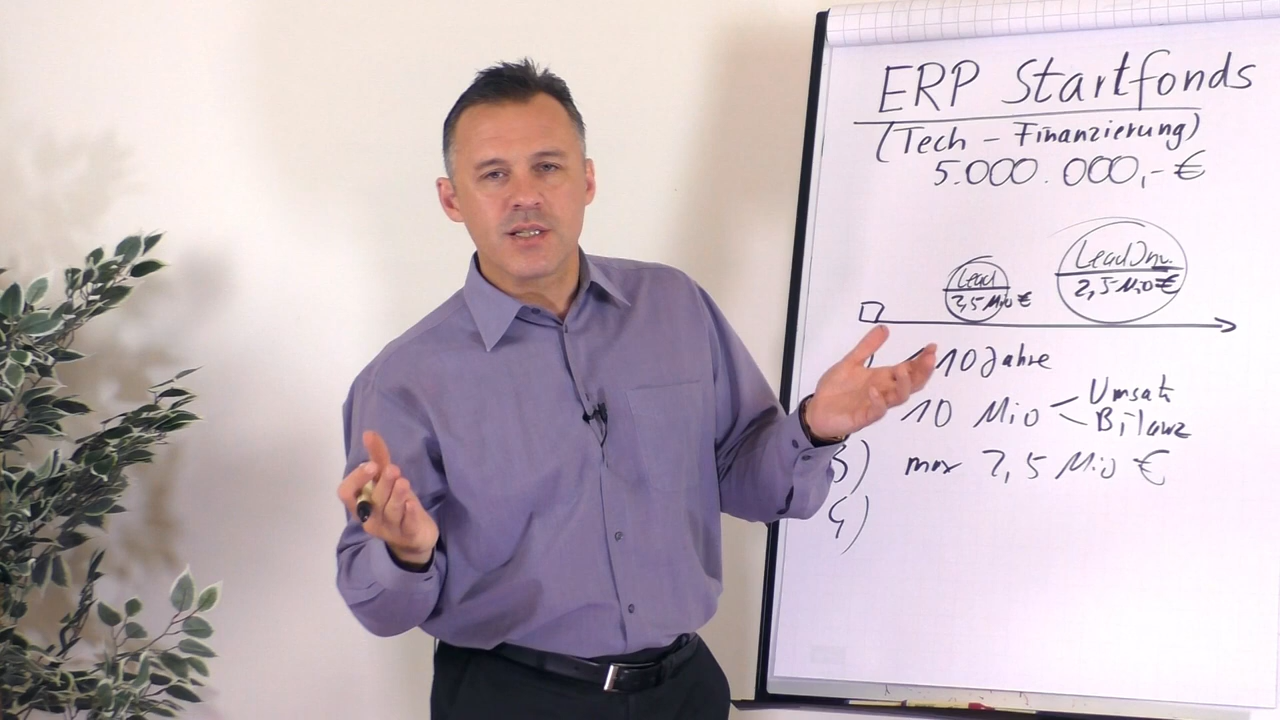 ERP Startfonds
(Tech - Finanzierung)
5.000.000,- €
Lead
2,5 Mio €
Lead Inv.
2,5 Mio €
10 Jahre
10 Mio < Umsatz
Bilanz
3) max 2,5 Mio €
4)